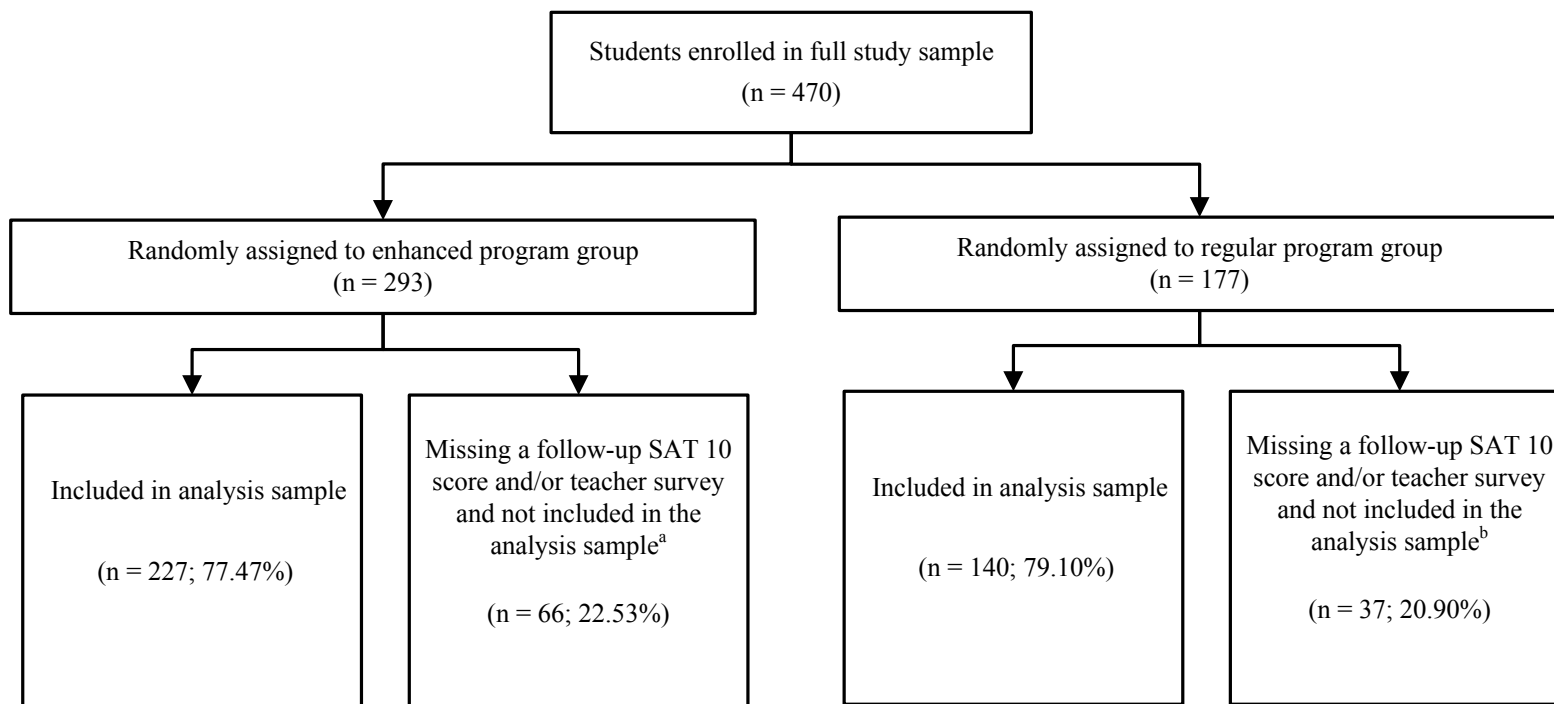 Students enrolled in full study sample
(n = 470)
Randomly assigned to enhanced program group
(n = 293)
Randomly assigned to regular program group
(n = 177)
Included in analysis sample
(n = 227; 77.47%)
Missing a follow-up SAT 10
score and/or teacher survey
and not included in the
analysis sampleᵃ
(n = 66; 22.53%)
Included in analysis sample
(n = 140; 79.10%)
Missing a follow-up SAT 10
score and/or teacher survey
and not included in the
analysis sampleᵇ
(n = 37; 20.90%)